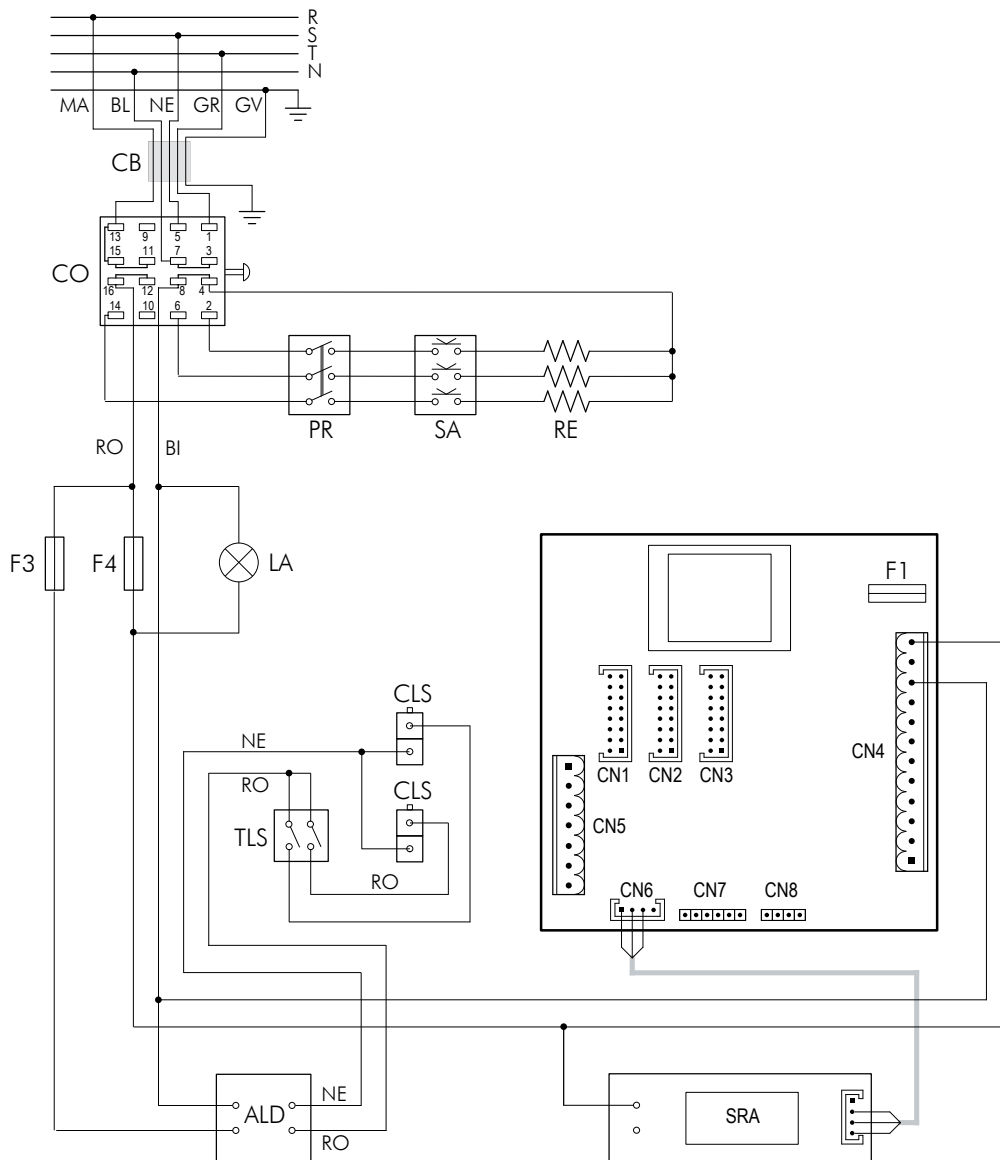 R
S
T
N
MA BL NE GR GV
CB
13 9 5 1
15 11 7 3
CO
16 12 8 4
14 10 6 2
PR SA RE
RO BI
F3 F4 LA
F1
CLS
NE
CN1 CN2 CN3
CN4
RO
CLS
TLS
CN5
RO
CN6 CN7 CN8
NE
ALD
SRA
RO